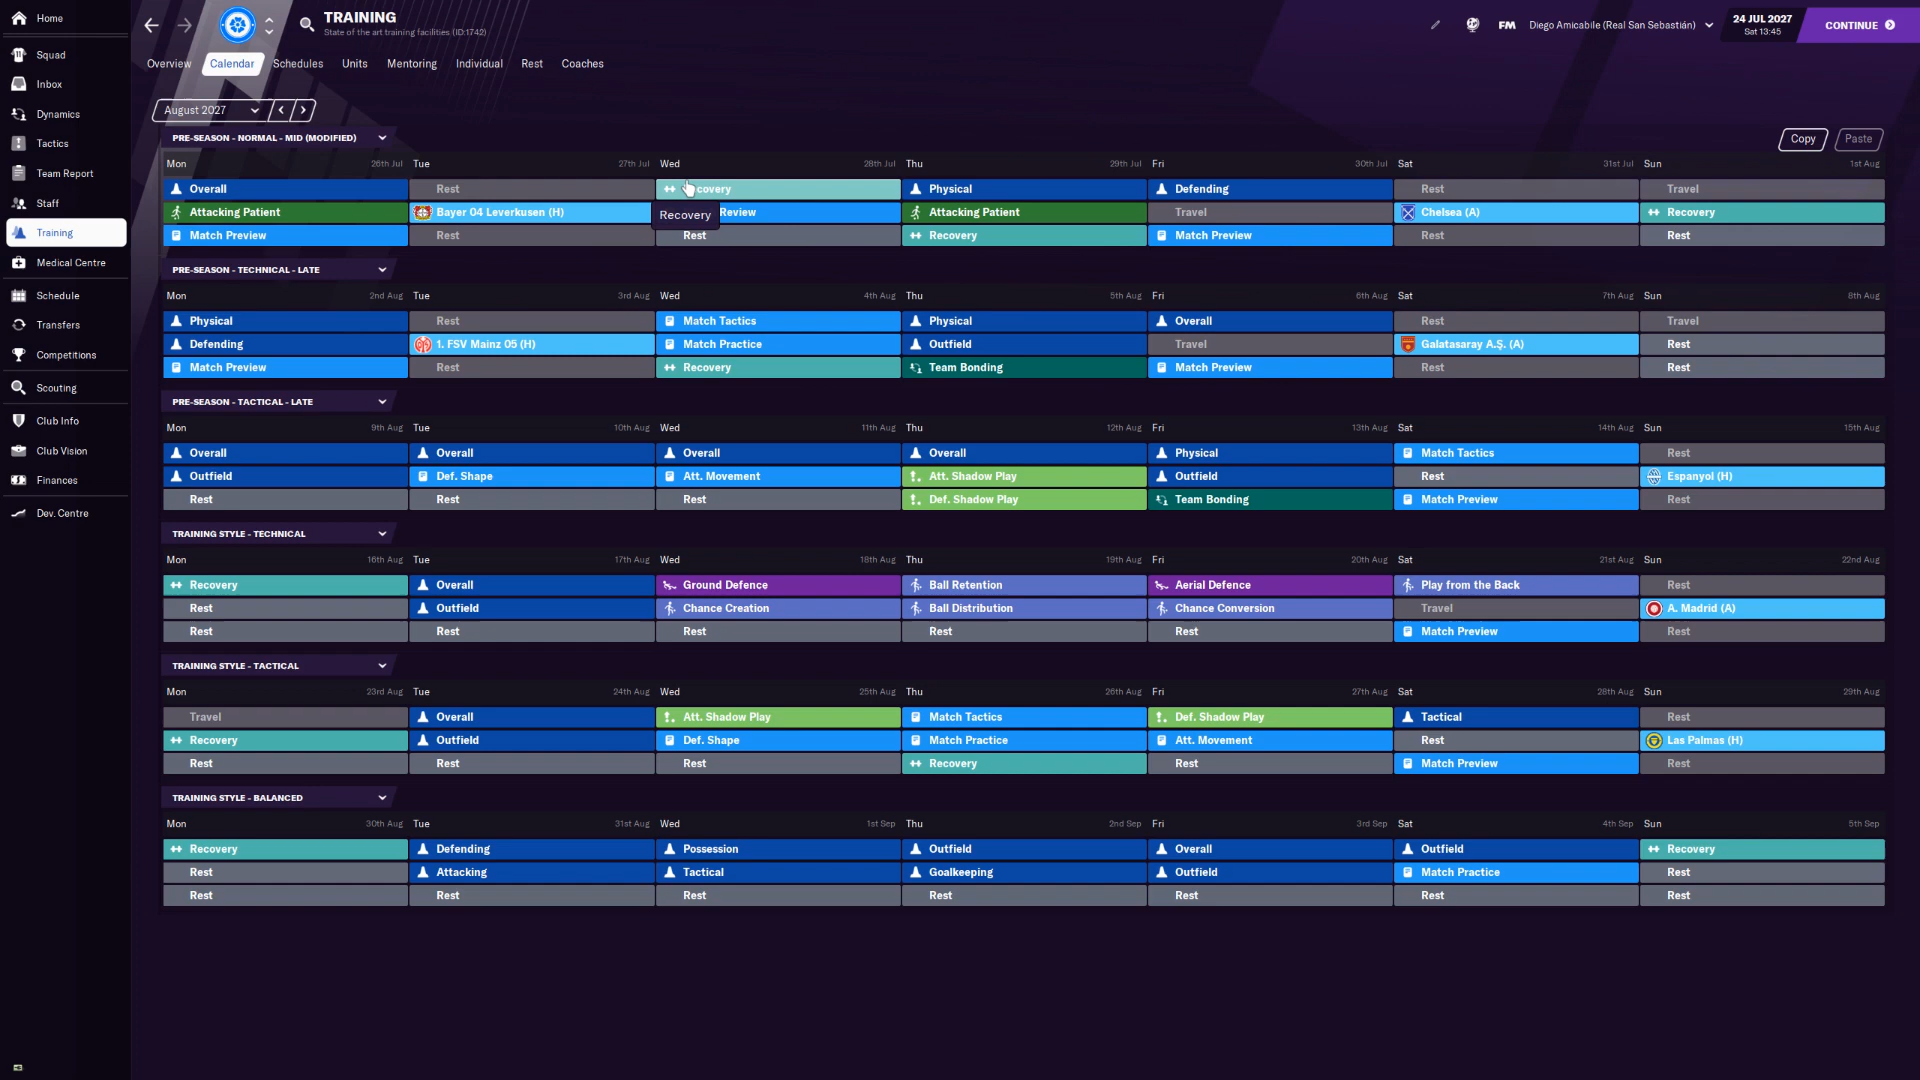 Home
Squad
Inbox
Dynamics
Tactics
Team Report
Staff
Training
Medical Centre
Schedule
Transfers
Competitions
Scouting
Club Info
Club Vision
Finances
Dev. Centre
TRAINING
State of the art training facilities (ID:1742)
FM
Diego Amicabile (Real San Sebastián)
24 JUL 2027
Sat 13:45
CONTINUE
Overview Calendar Schedules Units Mentoring Individual Rest Coaches
August 2027
PRE-SEASON - NORMAL - MID (MODIFIED)
Copy Paste
Mon 26th Jul Tue 27th Jul Wed 28th Jul Thu 29th Jul Fri 30th Jul Sat 31st Jul Sun 1st Aug
Overall Rest covery Physical Defending Rest Travel
Attacking Patient Bayer 04 Leverkusen (H) Review Attacking Patient Travel Chelsea (A) Recovery
Recovery
Match Preview Rest Rest Recovery Match Preview Rest Rest
PRE-SEASON - TECHNICAL - LATE
Mon 2nd Aug Tue 3rd Aug Wed 4th Aug Thu 5th Aug Fri 6th Aug Sat 7th Aug Sun 8th Aug
Physical Rest Match Tactics Physical Overall Rest Travel
Defending 1. FSV Mainz 05 (H) Match Practice Outfield Travel Galatasaray A.Ş. (A) Rest
Match Preview Rest Recovery Team Bonding Match Preview Rest Rest
PRE-SEASON - TACTICAL - LATE
Mon 9th Aug Tue 10th Aug Wed 11th Aug Thu 12th Aug Fri 13th Aug Sat 14th Aug Sun 15th Aug
Overall Overall Overall Overall Physical Match Tactics Rest
Outfield Def. Shape Att. Movement Att. Shadow Play Outfield Rest Espanyol (H)
Rest Rest Rest Def. Shadow Play Team Bonding Match Preview Rest
TRAINING STYLE - TECHNICAL
Mon 16th Aug Tue 17th Aug Wed 18th Aug Thu 19th Aug Fri 20th Aug Sat 21st Aug Sun 22nd Aug
Recovery Overall Ground Defence Ball Retention Aerial Defence Play from the Back Rest
Rest Outfield Chance Creation Ball Distribution Chance Conversion Travel A. Madrid (A)
Rest Rest Rest Rest Rest Match Preview Rest
TRAINING STYLE - TACTICAL
Mon 23rd Aug Tue 24th Aug Wed 25th Aug Thu 26th Aug Fri 27th Aug Sat 28th Aug Sun 29th Aug
Travel Overall Att. Shadow Play Match Tactics Def. Shadow Play Tactical Rest
Recovery Outfield Def. Shape Match Practice Att. Movement Rest Las Palmas (H)
Rest Rest Rest Recovery Rest Match Preview Rest
TRAINING STYLE - BALANCED
Mon 30th Aug Tue 31st Aug Wed 1st Sep Thu 2nd Sep Fri 3rd Sep Sat 4th Sep Sun 5th Sep
Recovery Defending Possession Outfield Overall Outfield Recovery
Rest Attacking Tactical Goalkeeping Outfield Match Practice Rest
Rest Rest Rest Rest Rest Rest Rest